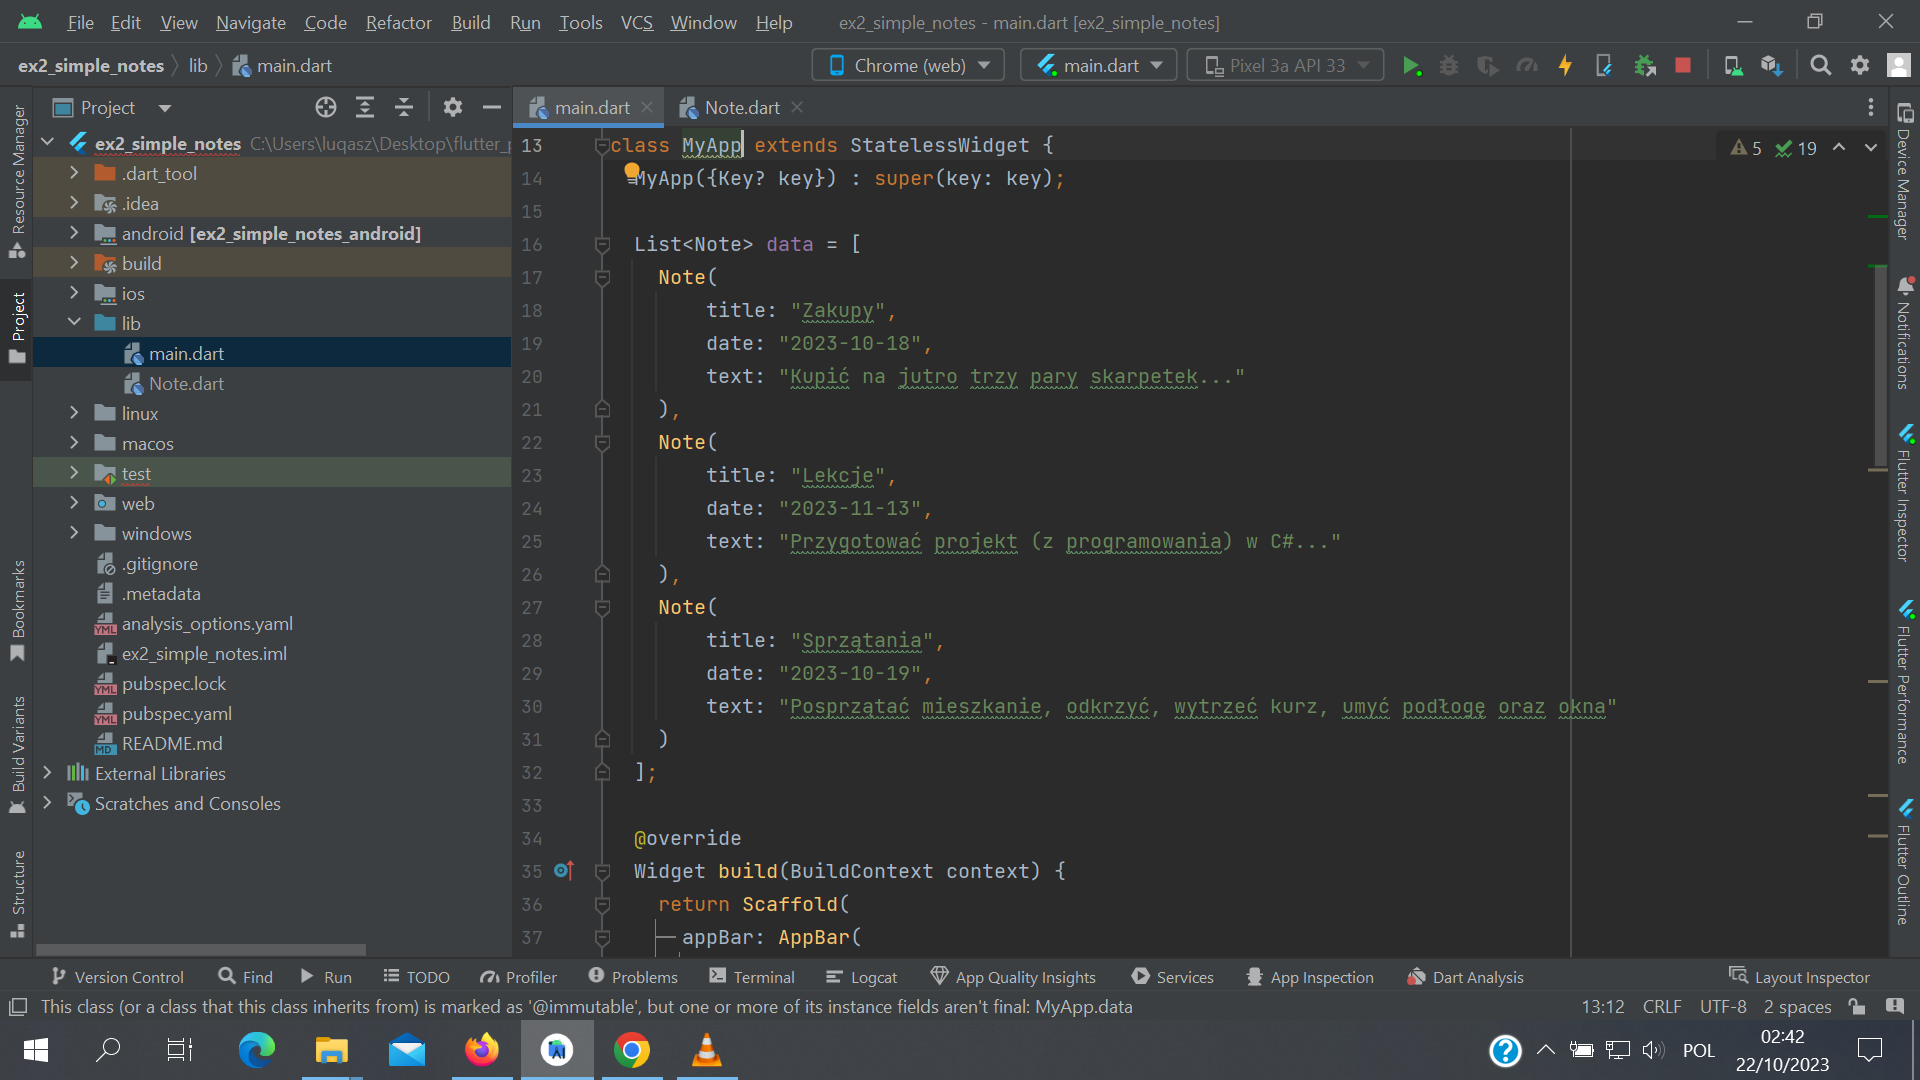 File Edit View Navigate Code Refactor Build Run Tools VCS Window Help ex2_simple_notes - main.dart [ex2_simple_notes]
ex2_simple_notes lib main.dart Chrome (web) main.dart Pixel 3a API 33
Resource Manager
Project
Bookmarks
Build Variants
Structure
Project
ex2_simple_notes C:\Users\luqasz\Desktop\flutter_
.dart_tool
.idea
android [ex2_simple_notes_android]
build
ios
lib
main.dart
Note.dart
linux
macos
test
web
windows
.gitignore
.metadata
analysis_options.yaml
ex2_simple_notes.iml
pubspec.lock
pubspec.yaml
README.md
External Libraries
Scratches and Consoles
main.dart Note.dart
5 19
13 class MyApp extends StatelessWidget {
14 MyApp({Key? key}) : super(key: key);
15
16 List<Note> data = [
17 Note(
18 title: "Zakupy",
19 date: "2023-10-18",
20 text: "Kupić na jutro trzy pary skarpetek..."
21 ),
22 Note(
23 title: "Lekcje",
24 date: "2023-11-13",
25 text: "Przygotować projekt (z programowania) w C#..."
26 ),
27 Note(
28 title: "Sprzątania",
29 date: "2023-10-19",
30 text: "Posprzątać mieszkanie, odkrzyć, wytrzeć kurz, umyć podłogę oraz okna"
31 )
32 ];
33
34 @override
35 Widget build(BuildContext context) {
36 return Scaffold(
37 appBar: AppBar(
Device Manager
Notifications
Flutter Inspector
Flutter Performance
Flutter Outline
Version Control Find Run TODO Profiler Problems Terminal Logcat App Quality Insights Services App Inspection Dart Analysis Layout Inspector
This class (or a class that this class inherits from) is marked as '@immutable', but one or more of its instance fields aren't final: MyApp.data 13:12 CRLF UTF-8 2 spaces
POL 02:42
22/10/2023